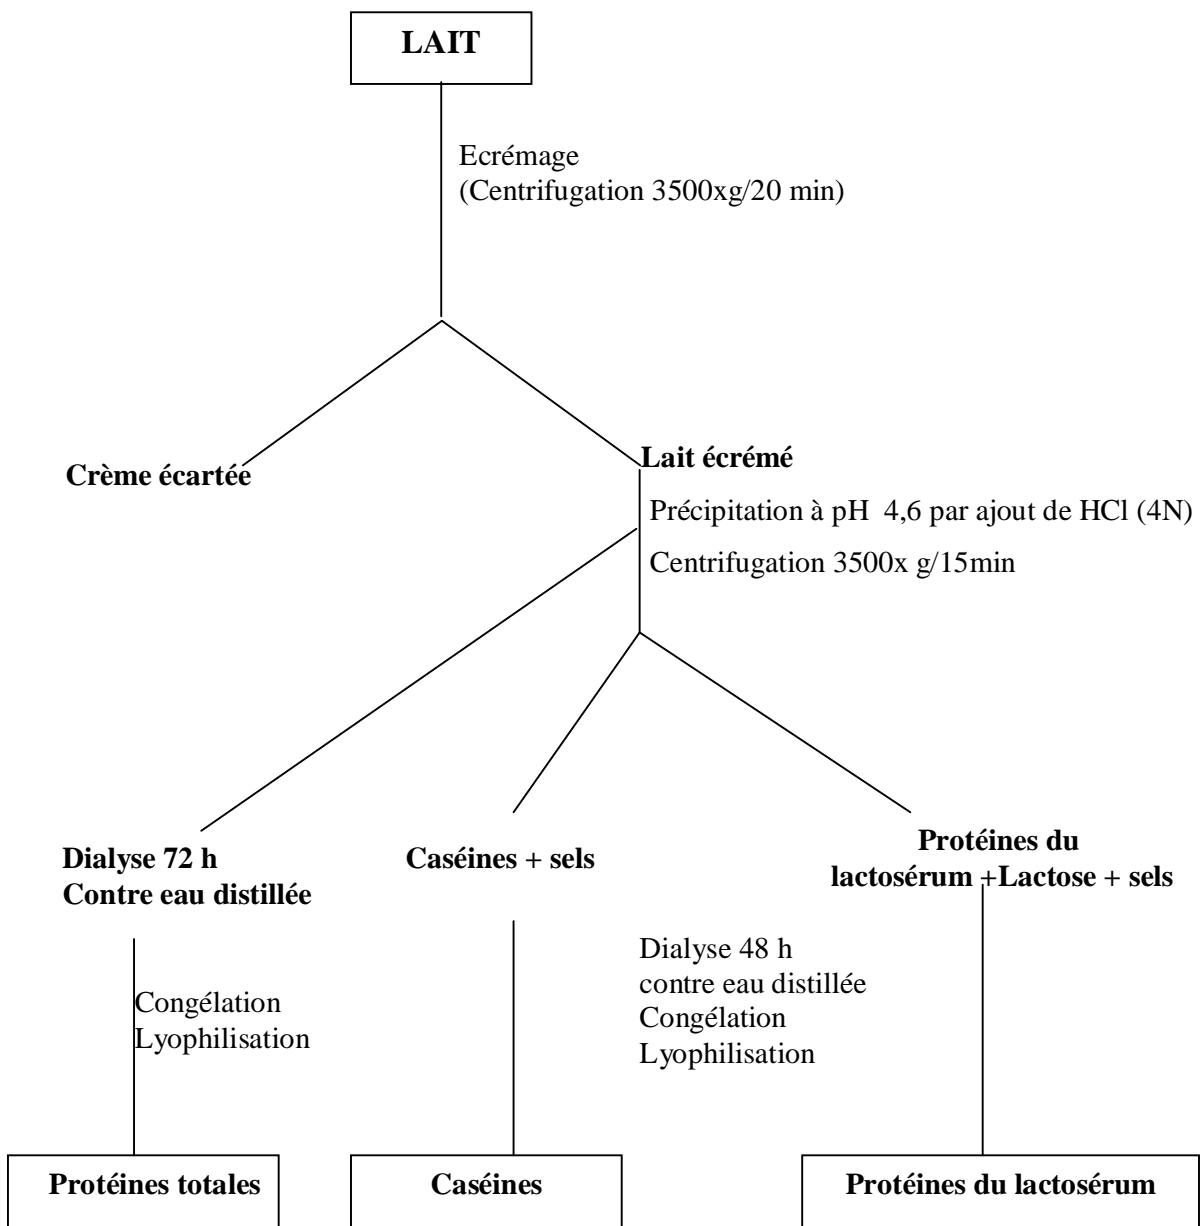 LAIT
Ecrémage
(Centrifugation 3500xg/20 min)
Crème écartée
Lait écrémé
Précipitation à pH 4,6 par ajout de HCl (4N)
Centrifugation 3500x g/15min
Dialyse 72 h
Contre eau distillée
Caséines + sels
Protéines du
lactosérum +Lactose + sels
Congélation
Lyophilisation
Dialyse 48 h
contre eau distillée
Congélation
Lyophilisation
Protéines totales
Caséines
Protéines du lactosérum